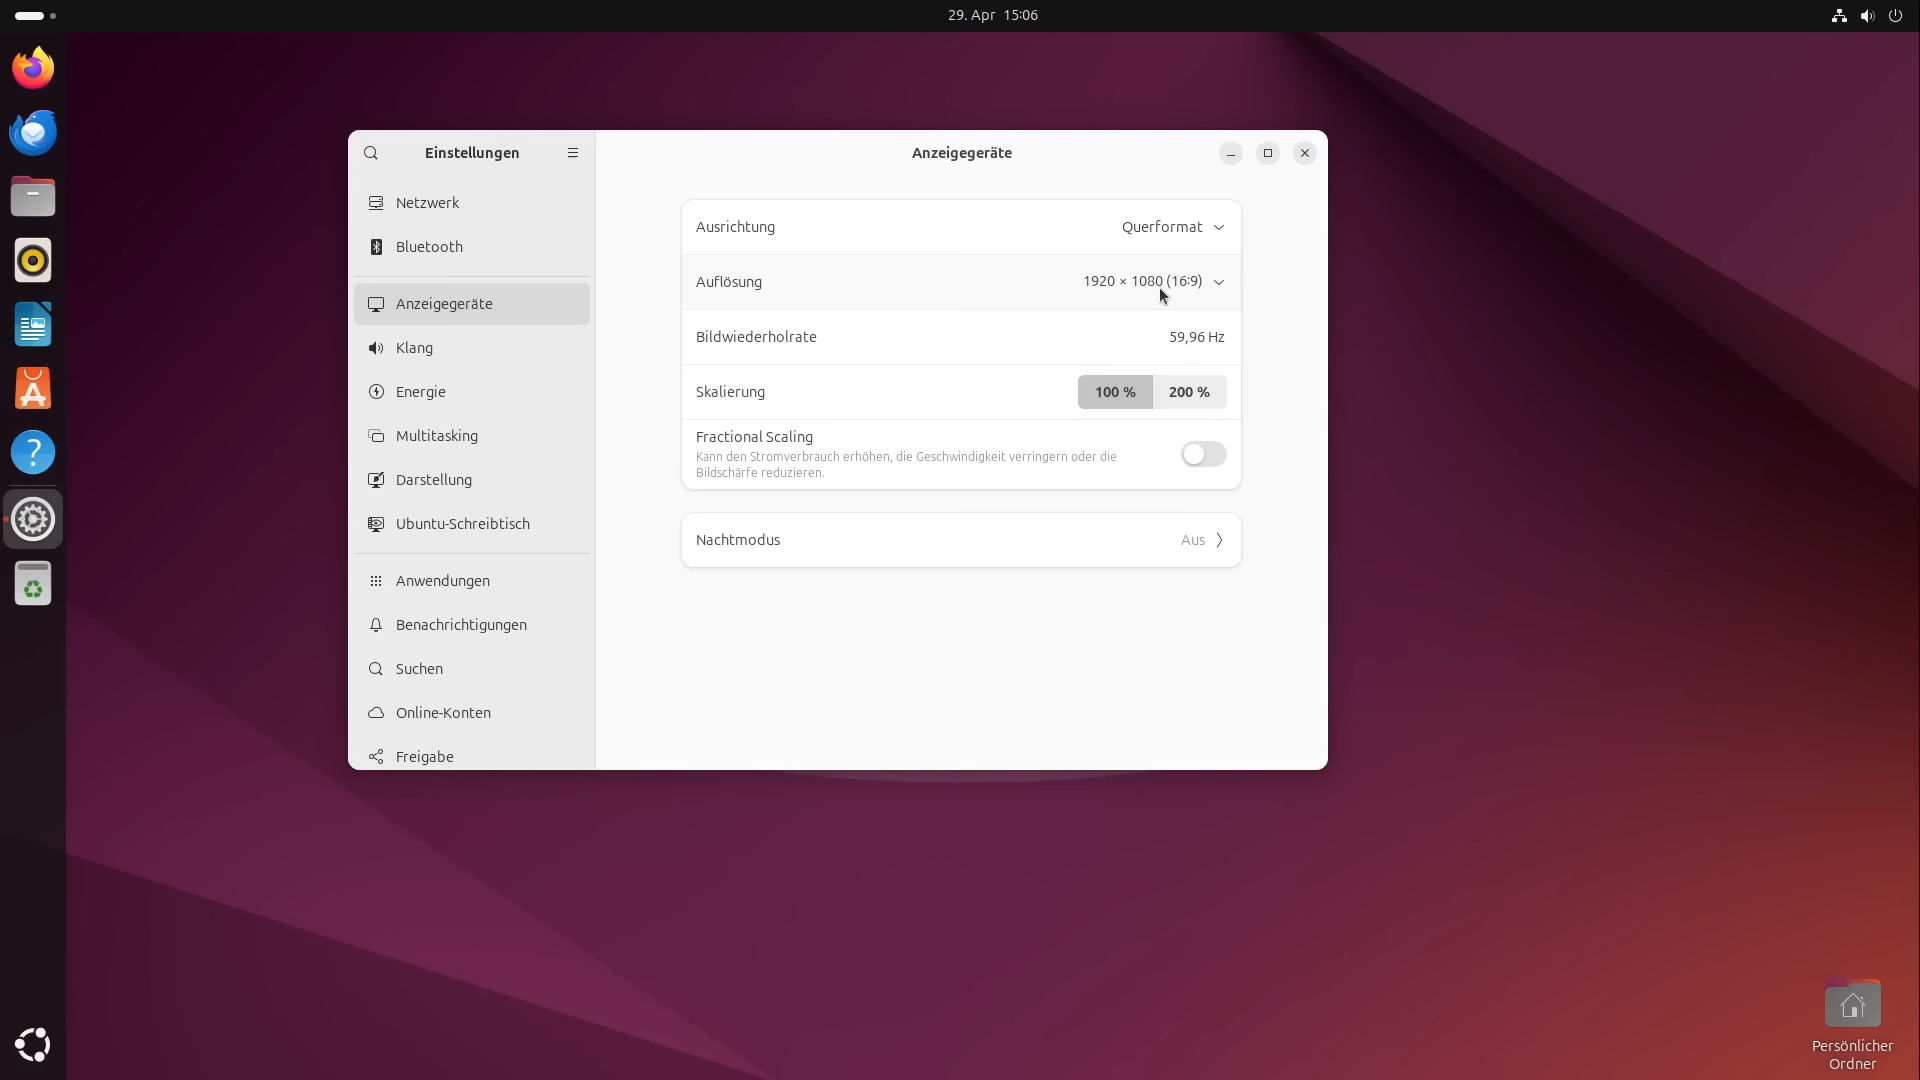 29. Apr 15:06
Einstellungen
Anzeigegeräte
Netzwerk
Bluetooth
Anzeigegeräte
Klang
Energie
Multitasking
Darstellung
Ubuntu-Schreibtisch
Anwendungen
Benachrichtigungen
Suchen
Online-Konten
Freigabe
Ausrichtung Querformat
Auflösung 1920 × 1080 (16:9)
Bildwiederholrate 59,96 Hz
Skalierung 100 % 200 %
Fractional Scaling
Kann den Stromverbrauch erhöhen, die Geschwindigkeit verringern oder die
Bildschärfe reduzieren.
Nachtmodus Aus
Persönlicher
Ordner